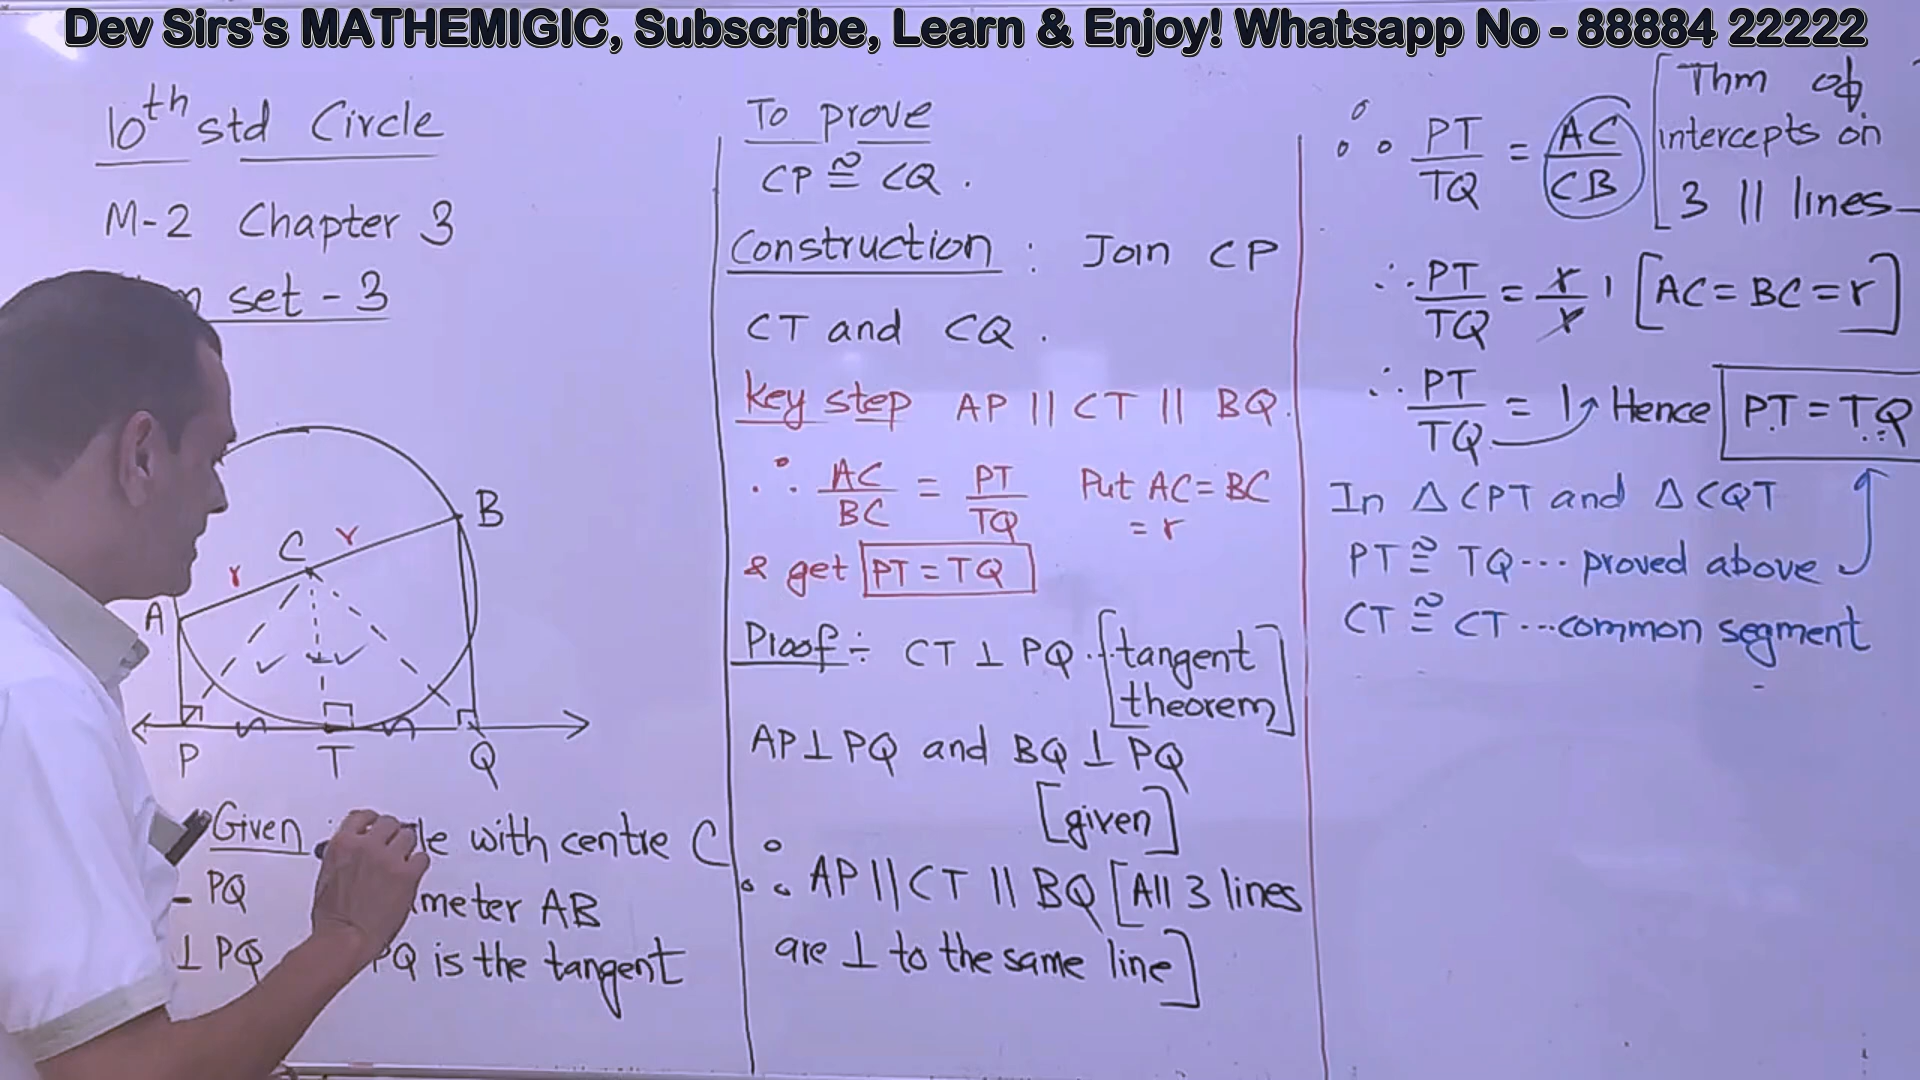 Dev Sirs's MATHEMIGIC, Subscribe, Learn & Enjoy! Whatsapp No - 88884 22222
10th std Circle
M-2 Chapter 3
set - 3
B
C r
r
A
P T Q
Given circle with centre C
PQ
diameter AB
⊥ PQ
PQ is the tangent
To prove
CP ≅ CQ .
Construction : Join CP
CT and CQ .
Key step AP || CT || BQ.
∴ AC/BC = PT/TQ Put AC = BC
= r
& get PT = TQ
Proof :- CT ⊥ PQ ... [tangent
theorem]
AP ⊥ PQ and BQ ⊥ PQ
[given]
∴ AP || CT || BQ [All 3 lines
are ⊥ to the same line]
∴ PT/TQ = AC/CB [Thm of
intercepts on
3 || lines
∴ PT/TQ = r/r 1 [AC = BC = r]
∴ PT/TQ = 1 Hence PT = TQ
In △ CPT and △ CQT
PT ≅ TQ --- proved above
CT ≅ CT ... common segment